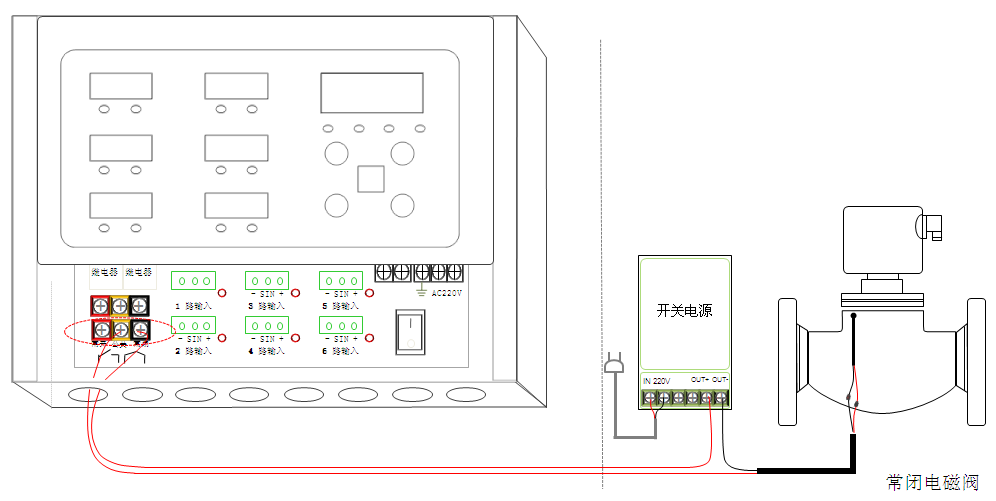 继电器 继电器
AC220V
- SIN + - SIN +
1 路输入 3 路输入 5 路输入
- SIN + - SIN + - SIN +
2 路输入 4 路输入 6 路输入
开关电源
IN 220V OUT+ OUT-
常闭电磁阀